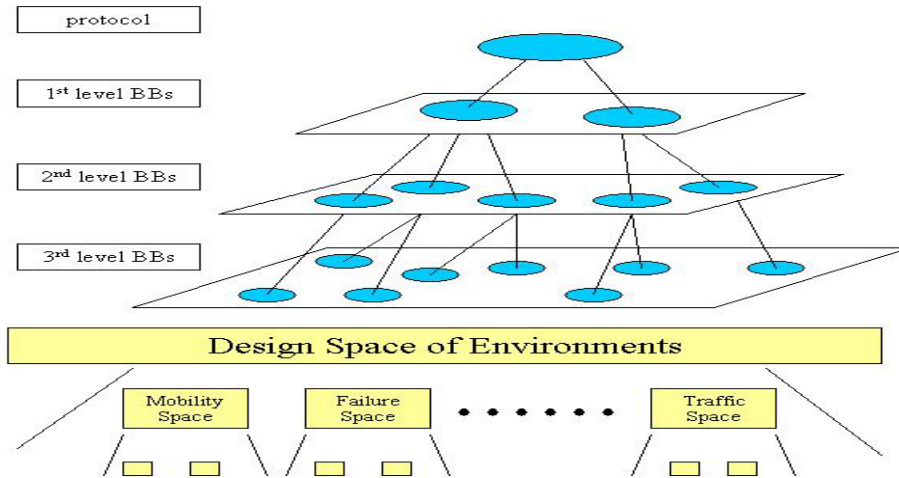 protocol
1st level BBs
2nd level BBs
3rd level BBs
Design Space of Environments
Mobility
Space
Failure
Space
Traffic
Space